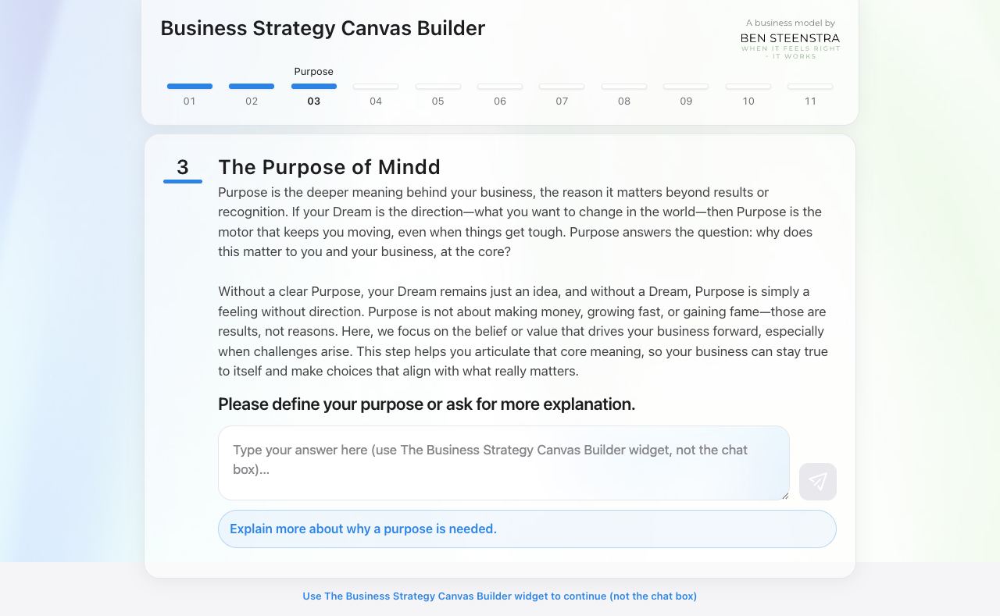 Business Strategy Canvas Builder
A business model by
BEN STEENSTRA
WHEN IT FEELS RIGHT
- IT WORKS
Purpose
01 02 03 04 05 06 07 08 09 10 11
3 The Purpose of Mindd
Purpose is the deeper meaning behind your business, the reason it matters beyond results or
recognition. If your Dream is the direction—what you want to change in the world—then Purpose is the
motor that keeps you moving, even when things get tough. Purpose answers the question: why does
this matter to you and your business, at the core?
Without a clear Purpose, your Dream remains just an idea, and without a Dream, Purpose is simply a
feeling without direction. Purpose is not about making money, growing fast, or gaining fame—those are
results, not reasons. Here, we focus on the belief or value that drives your business forward, especially
when challenges arise. This step helps you articulate that core meaning, so your business can stay true
to itself and make choices that align with what really matters.
Please define your purpose or ask for more explanation.
Type your answer here (use The Business Strategy Canvas Builder widget, not the chat
box)...
Explain more about why a purpose is needed.
Use The Business Strategy Canvas Builder widget to continue (not the chat box)